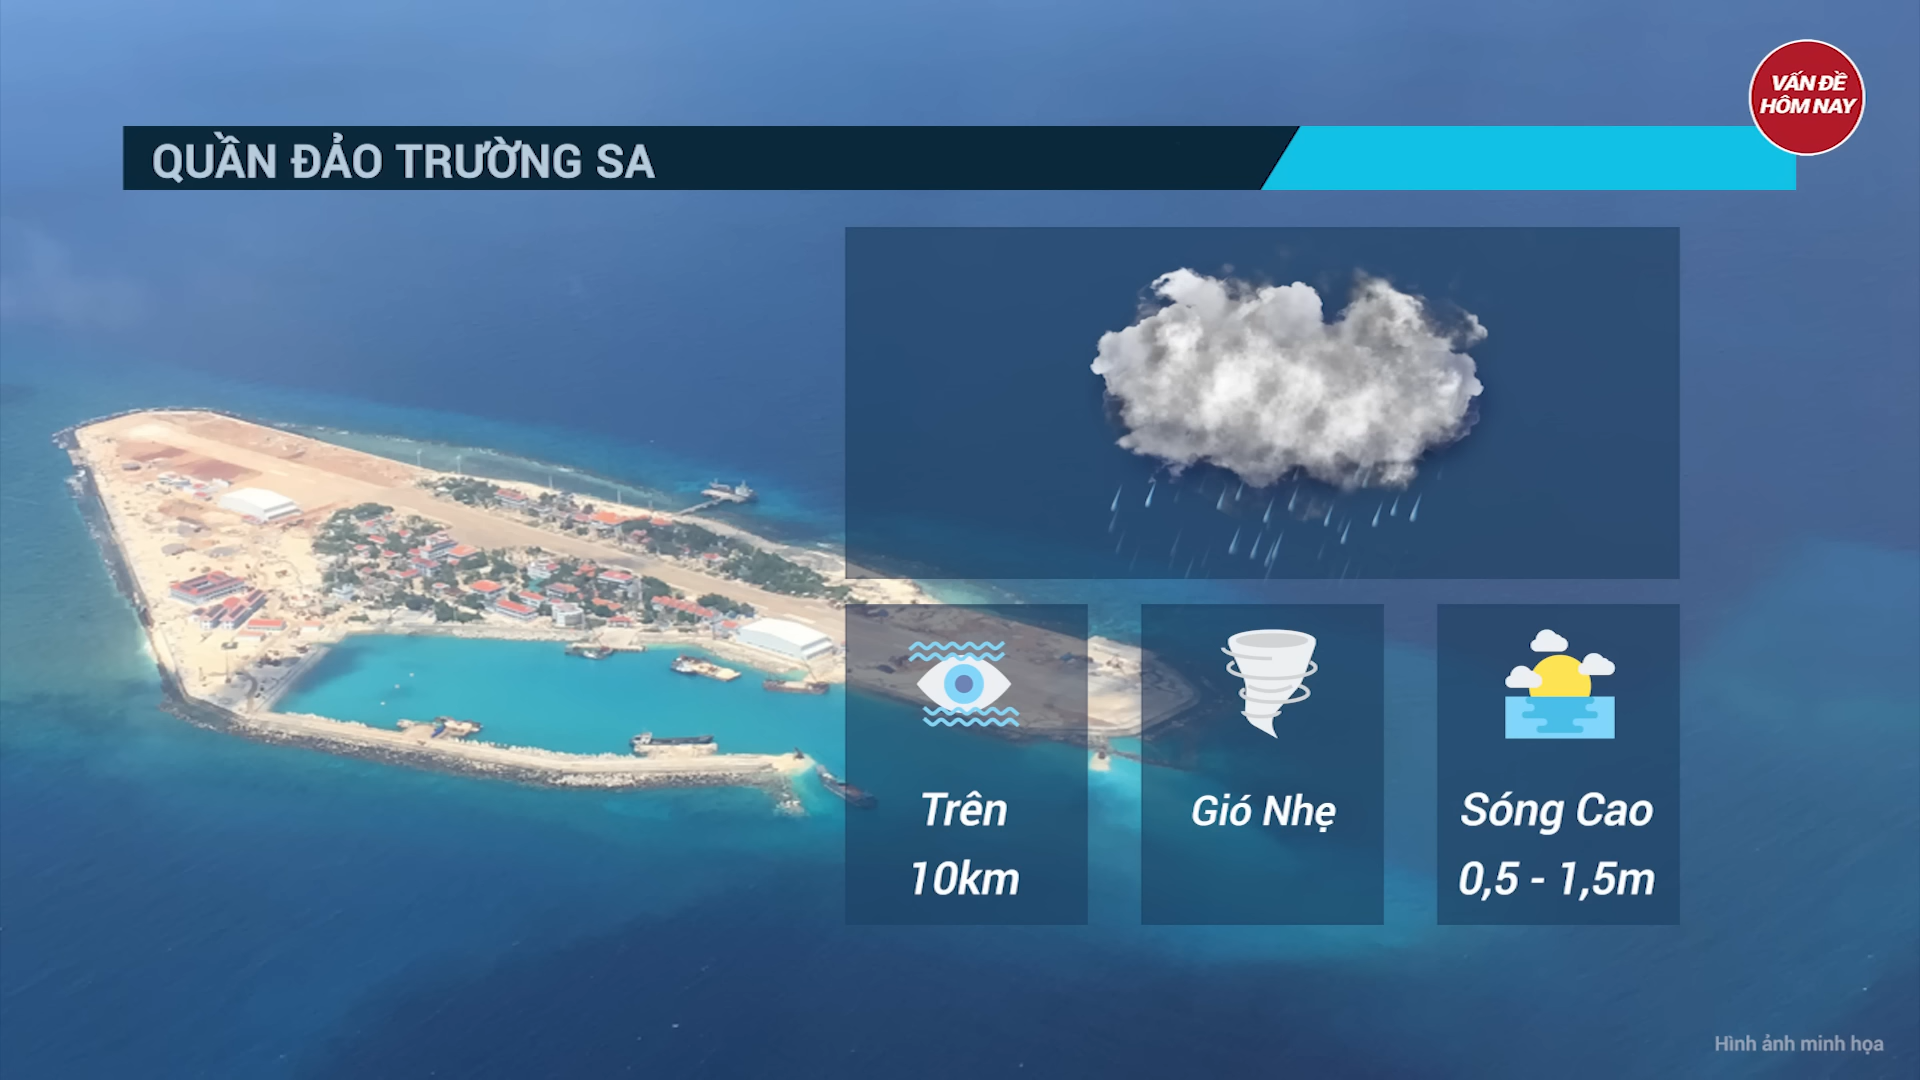 VẤN ĐỀ
HÔM NAY
QUẦN ĐẢO TRƯỜNG SA
Trên
10km
Gió Nhẹ
Sóng Cao
0,5 - 1,5m
Hình ảnh minh họa